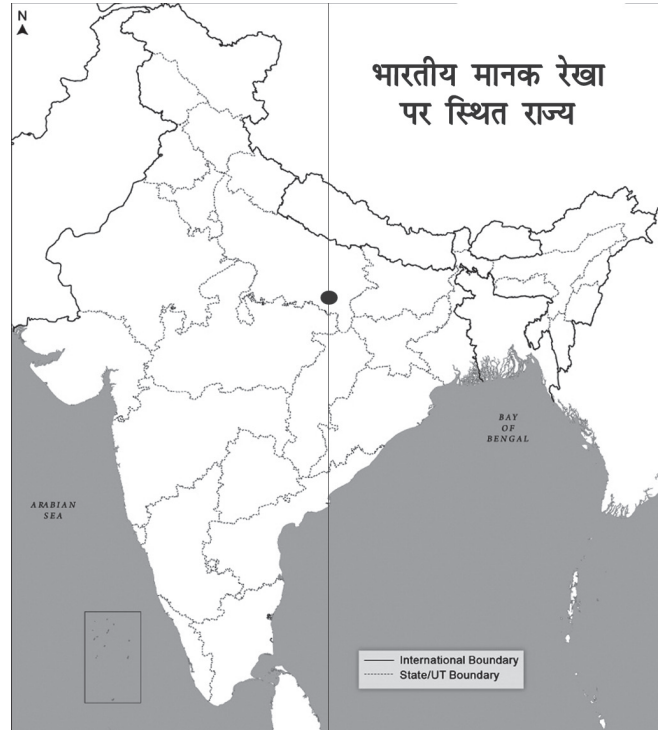 N
भारतीय मानक रेखा
पर स्थित राज्य
BAY
OF
BENGAL
ARABIAN
SEA
International Boundary
State/UT Boundary